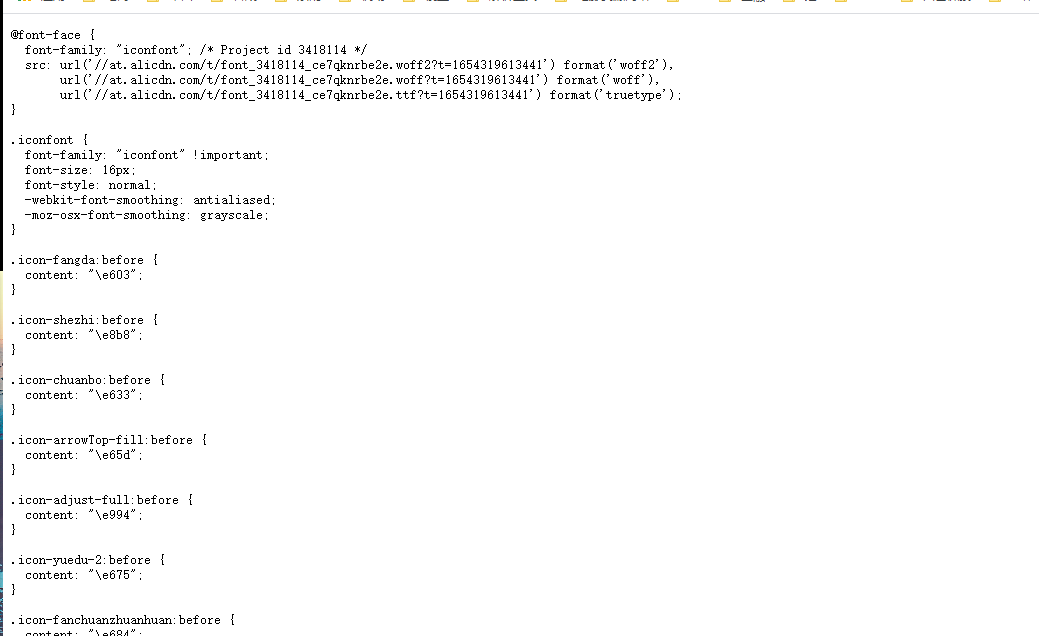 @font-face {
  font-family: "iconfont"; /* Project id 3418114 */
  src: url('//at.alicdn.com/t/font_3418114_ce7qknrbe2e.woff2?t=1654319613441') format('woff2'),
       url('//at.alicdn.com/t/font_3418114_ce7qknrbe2e.woff?t=1654319613441') format('woff'),
       url('//at.alicdn.com/t/font_3418114_ce7qknrbe2e.ttf?t=1654319613441') format('truetype');
}
.iconfont {
  font-family: "iconfont" !important;
  font-size: 16px;
  font-style: normal;
  -webkit-font-smoothing: antialiased;
  -moz-osx-font-smoothing: grayscale;
}
.icon-fangda:before {
  content: "\e603";
}
.icon-shezhi:before {
  content: "\e8b8";
}
.icon-chuanbo:before {
  content: "\e633";
}
.icon-arrowTop-fill:before {
  content: "\e65d";
}
.icon-adjust-full:before {
  content: "\e994";
}
.icon-yuedu-2:before {
  content: "\e675";
}
.icon-fanchuanzhuanhuan:before {
  content: "\e684";